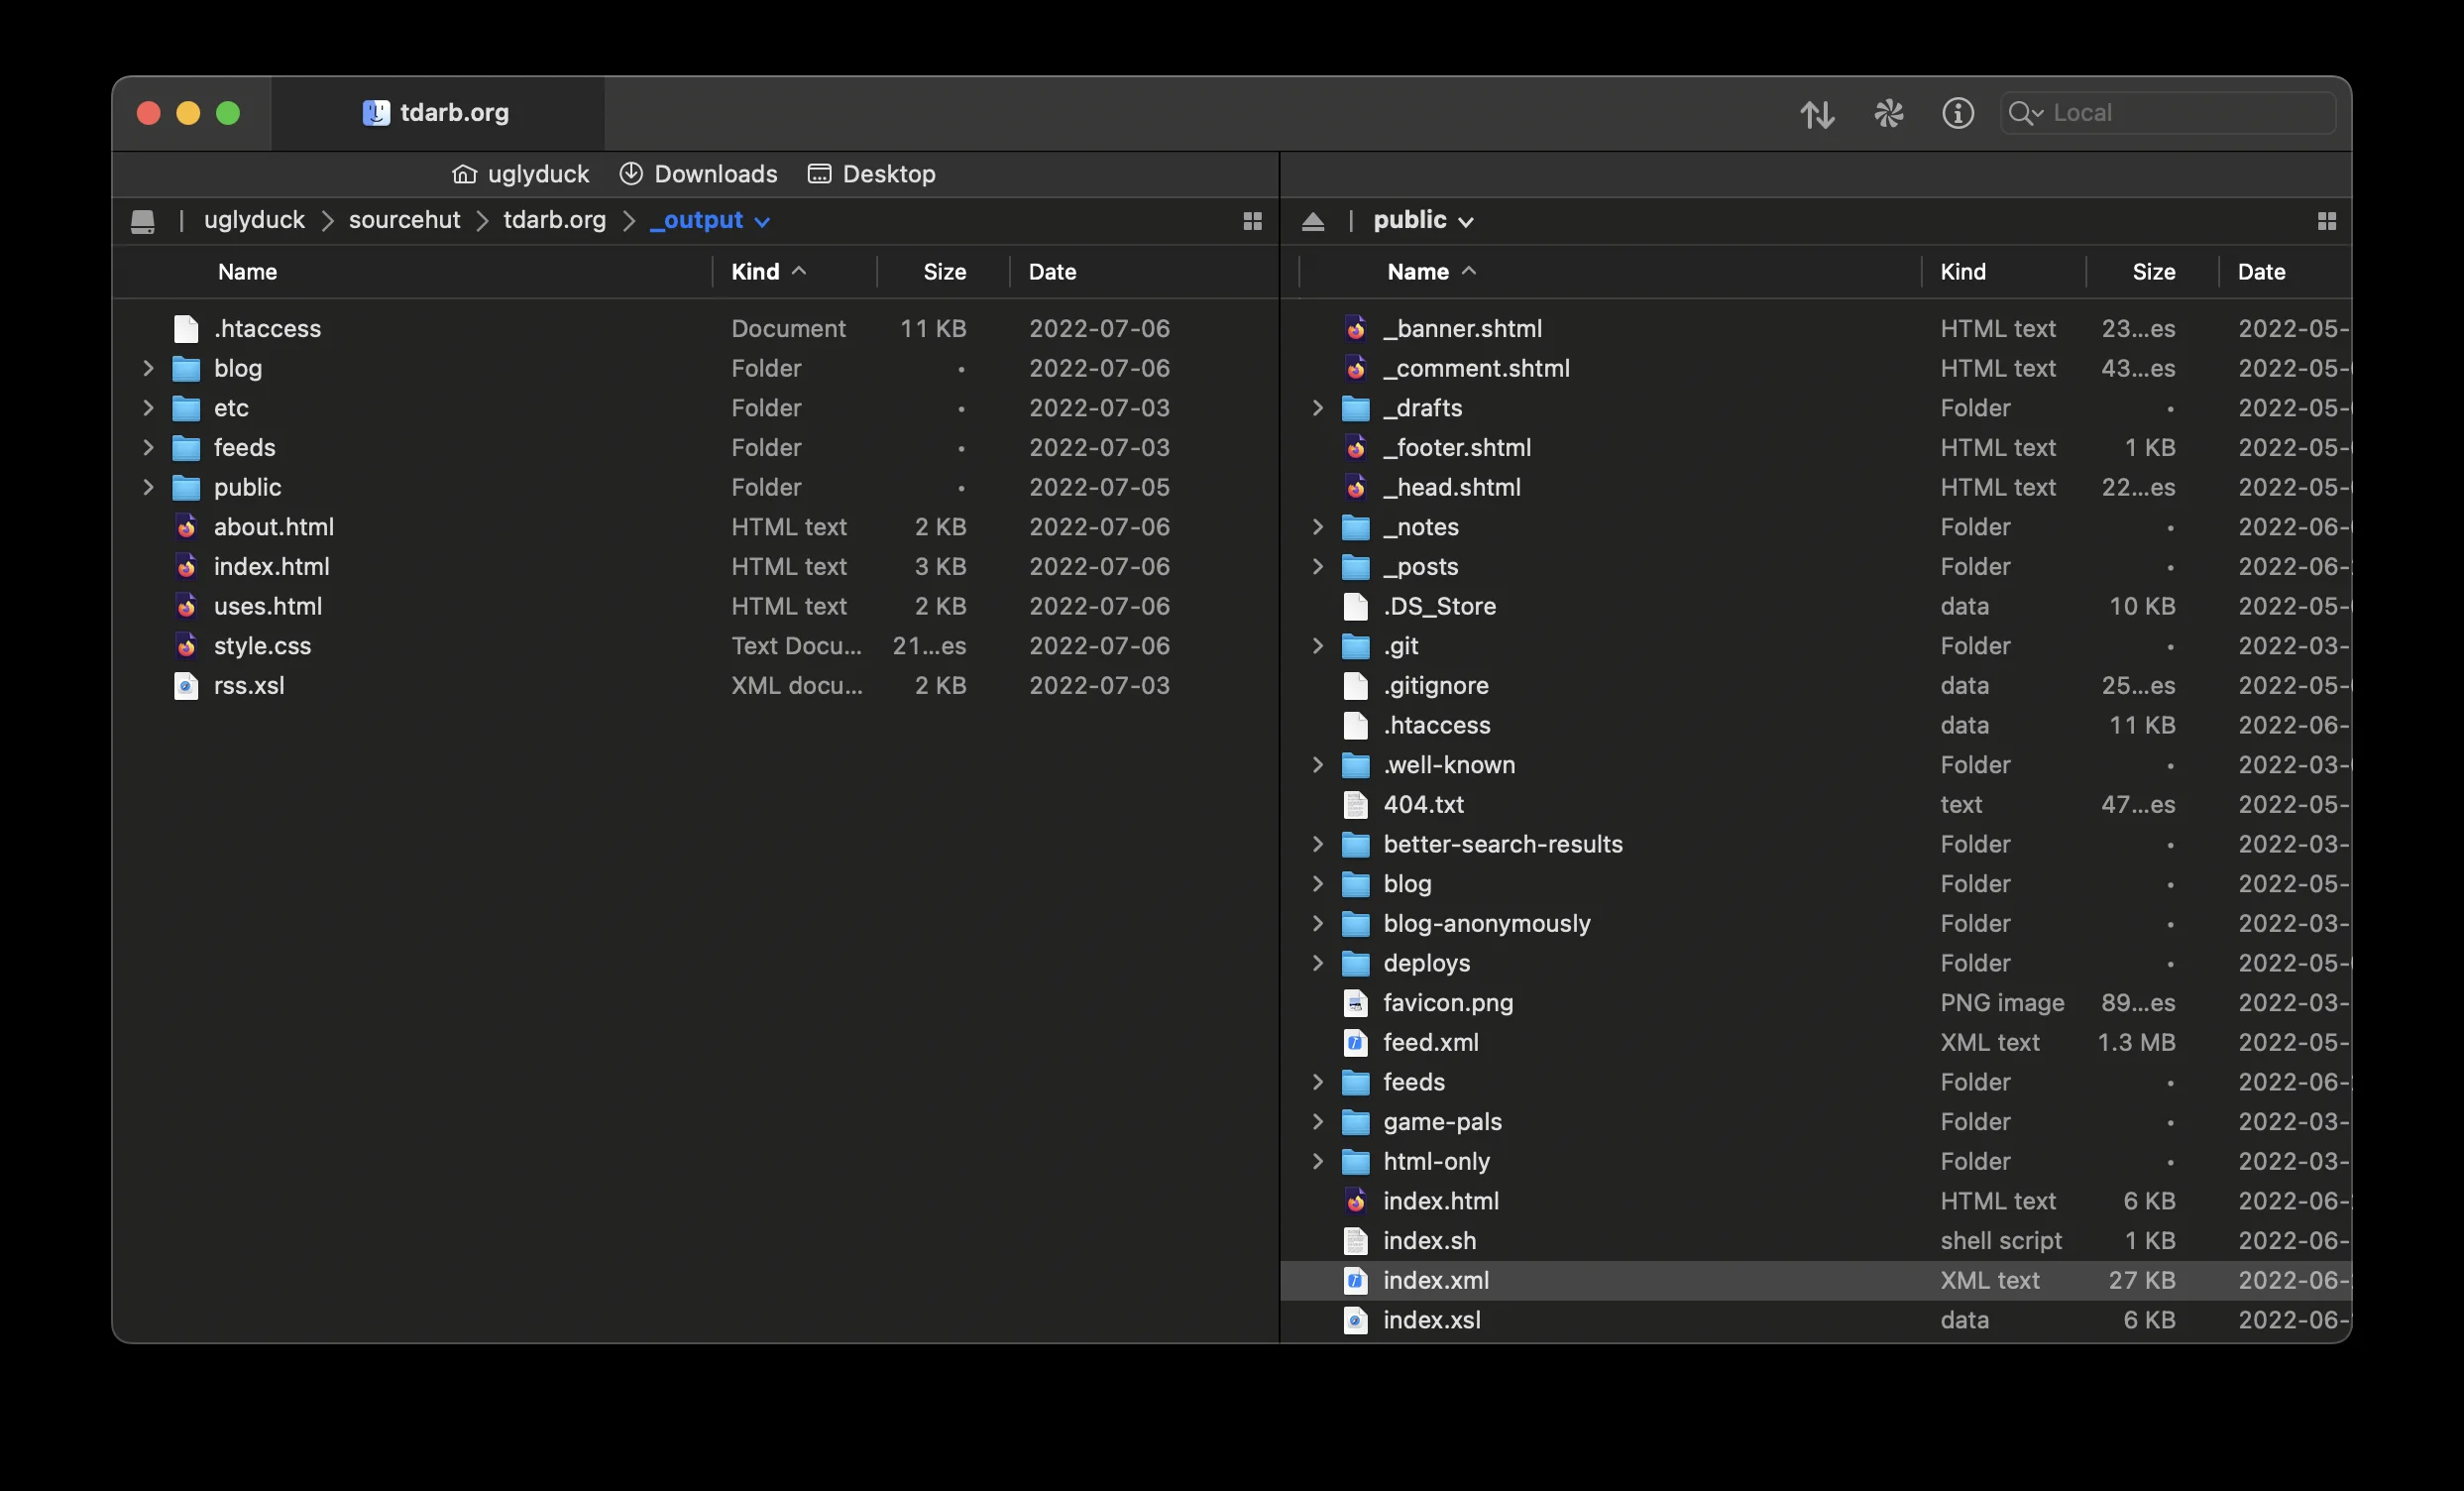 tdarb.org
Local
uglyduck Downloads Desktop
| uglyduck > sourcehut > tdarb.org > _output
Name Kind Size Date
.htaccess Document 11 KB 2022-07-06
blog Folder • 2022-07-06
etc Folder • 2022-07-03
feeds Folder • 2022-07-03
public Folder • 2022-07-05
about.html HTML text 2 KB 2022-07-06
index.html HTML text 3 KB 2022-07-06
uses.html HTML text 2 KB 2022-07-06
style.css Text Docu... 21...es 2022-07-06
rss.xsl XML docu... 2 KB 2022-07-03
| public
Name Kind Size Date
_banner.shtml HTML text 23...es 2022-05-
_comment.shtml HTML text 43...es 2022-05-
_drafts Folder • 2022-05-
_footer.shtml HTML text 1 KB 2022-05-
_head.shtml HTML text 22...es 2022-05-
_notes Folder • 2022-06-
_posts Folder • 2022-06-
.DS_Store data 10 KB 2022-05-
.git Folder • 2022-03-
.gitignore data 25...es 2022-05-
.htaccess data 11 KB 2022-06-
.well-known Folder • 2022-03-
404.txt text 47...es 2022-05-
better-search-results Folder • 2022-03-
blog Folder • 2022-05-
blog-anonymously Folder • 2022-03-
deploys Folder • 2022-05-
favicon.png PNG image 89...es 2022-03-
feed.xml XML text 1.3 MB 2022-05-
feeds Folder • 2022-06-
game-pals Folder • 2022-03-
html-only Folder • 2022-03-
index.html HTML text 6 KB 2022-06-
index.sh shell script 1 KB 2022-06-
index.xml XML text 27 KB 2022-06-
index.xsl data 6 KB 2022-06-